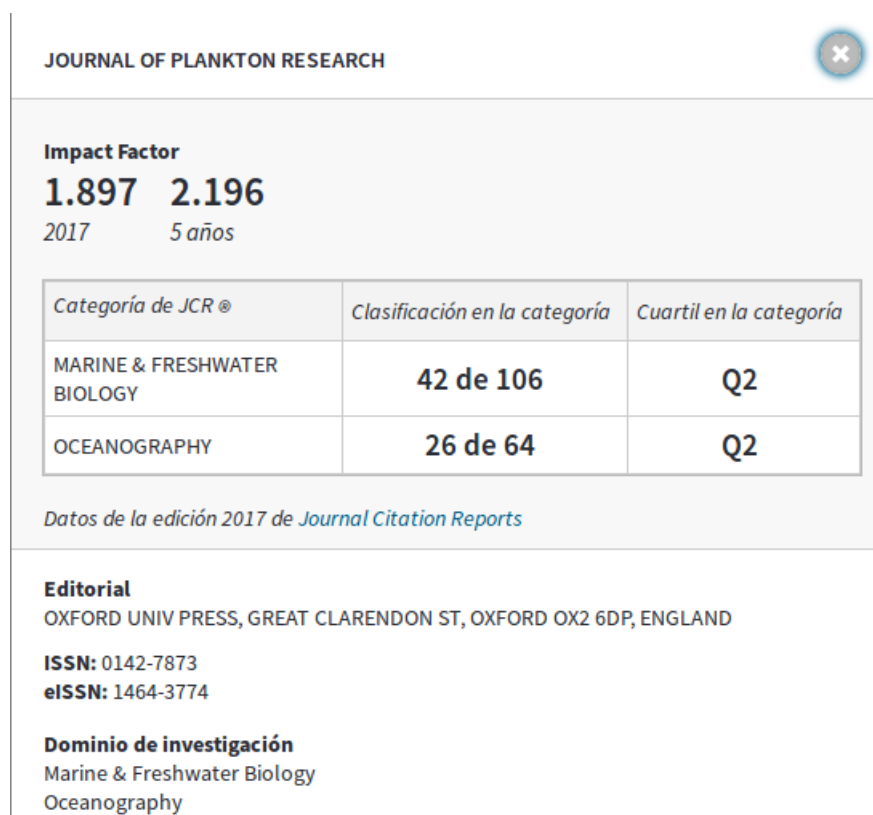 JOURNAL OF PLANKTON RESEARCH
Impact Factor
1.897 2.196
2017 5 años
Categoría de JCR ® Clasificación en la categoría Cuartil en la categoría
MARINE & FRESHWATER
BIOLOGY
42 de 106 Q2
OCEANOGRAPHY 26 de 64 Q2
Datos de la edición 2017 de Journal Citation Reports
Editorial
OXFORD UNIV PRESS, GREAT CLARENDON ST, OXFORD OX2 6DP, ENGLAND
ISSN: 0142-7873
eISSN: 1464-3774
Dominio de investigación
Marine & Freshwater Biology
Oceanography